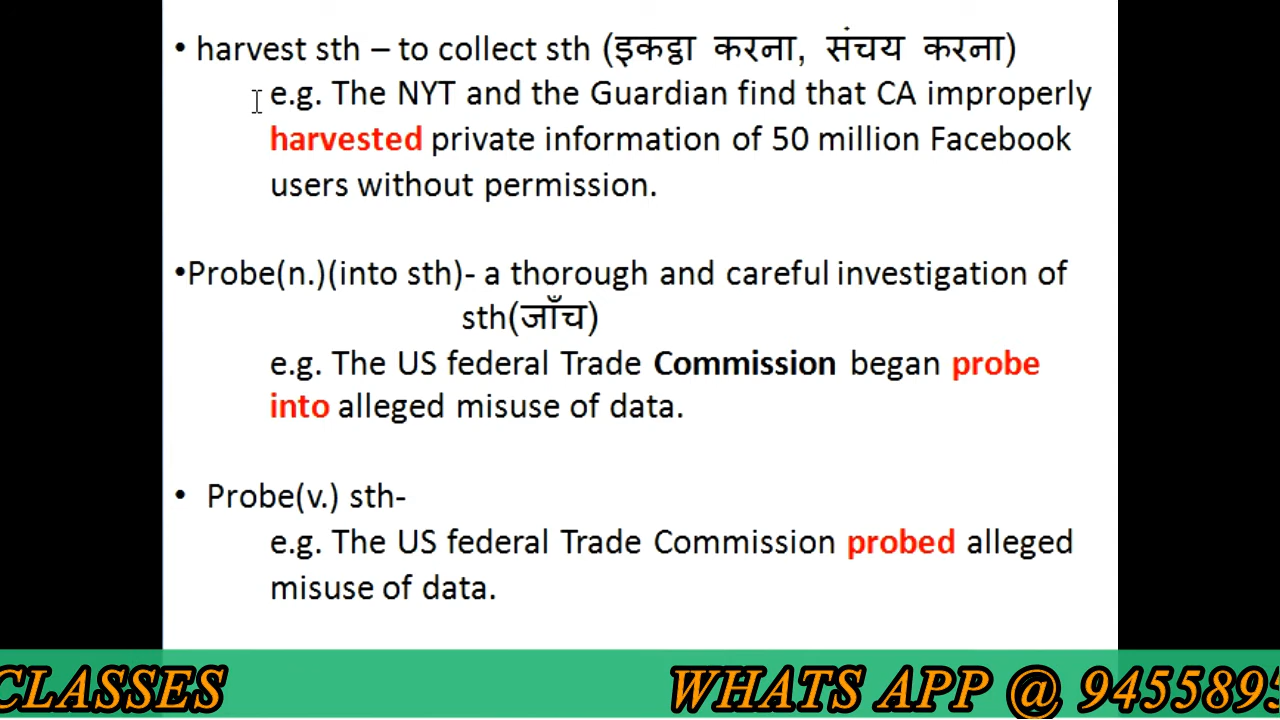 • harvest sth – to collect sth (इकट्ठा करना, संचय करना)
e.g. The NYT and the Guardian find that CA improperly
harvested private information of 50 million Facebook
users without permission.
•Probe(n.)(into sth)- a thorough and careful investigation of
sth(जाँच)
e.g. The US federal Trade Commission began probe
into alleged misuse of data.
• Probe(v.) sth-
e.g. The US federal Trade Commission probed alleged
misuse of data.
CLASSES WHATS APP @ 9455895